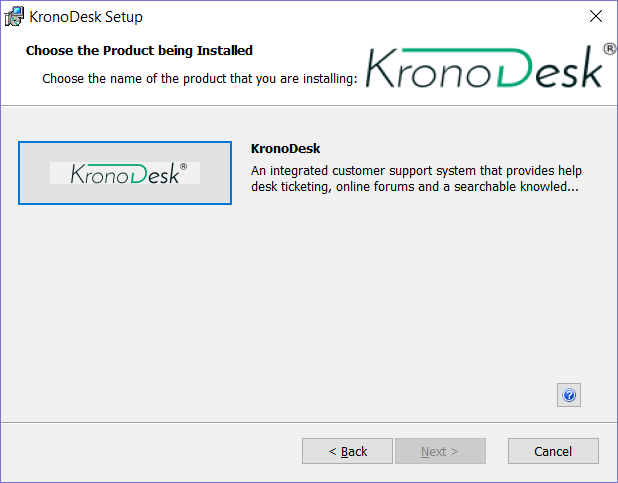 KronoDesk Setup
Choose the Product being Installed
Choose the name of the product that you are installing:
KronoDesk®
KronoDesk®
KronoDesk
An integrated customer support system that provides help
desk ticketing, online forums and a searchable knowled...
?
< Back
Next >
Cancel